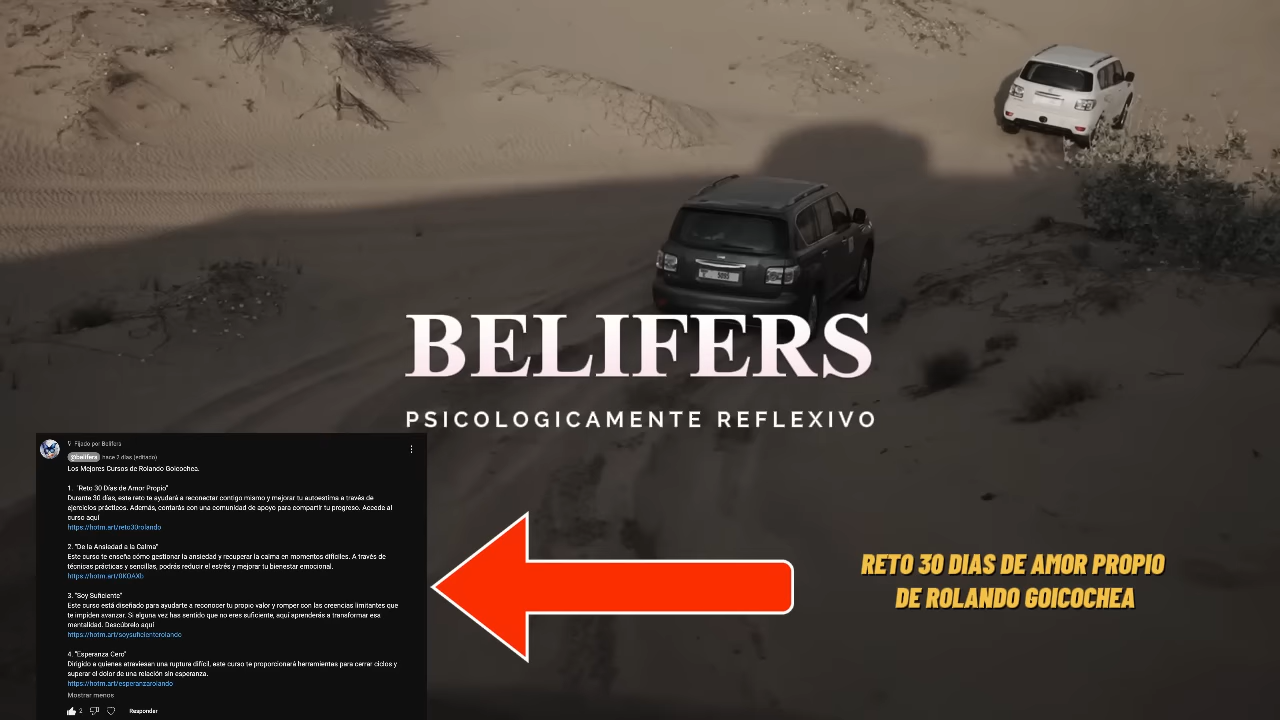 BELIFERS
PSICOLOGICAMENTE REFLEXIVO
Fijado por Belifers
@belifers hace 2 días (editado)
Los Mejores Cursos de Rolando Goicochea.
1. "Reto 30 Días de Amor Propio"
Durante 30 días, este reto te ayudará a reconectar contigo mismo y mejorar tu autoestima a través de
ejercicios prácticos. Además, contarás con una comunidad de apoyo para compartir tu progreso. Accede al
curso aquí
https://hotm.art/reto30rolando
2. "De la Ansiedad a la Calma"
Este curso te enseña cómo gestionar la ansiedad y recuperar la calma en momentos difíciles. A través de
técnicas prácticas y sencillas, podrás reducir el estrés y mejorar tu bienestar emocional.
https://hotm.art/0KOAXb
3. "Soy Suficiente"
Este curso está diseñado para ayudarte a reconocer tu propio valor y romper con las creencias limitantes que
te impiden avanzar. Si alguna vez has sentido que no eres suficiente, aquí aprenderás a transformar esa
mentalidad. Descúbrelo aquí
https://hotm.art/soysuficienterolando
4. "Esperanza Cero"
Dirigido a quienes atraviesan una ruptura difícil, este curso te proporcionará herramientas para cerrar ciclos y
superar el dolor de una relación sin esperanza.
https://hotm.art/esperanzarolando
Mostrar menos
2 Responder
RETO 30 DIAS DE AMOR PROPIO
DE ROLANDO GOICOCHEA